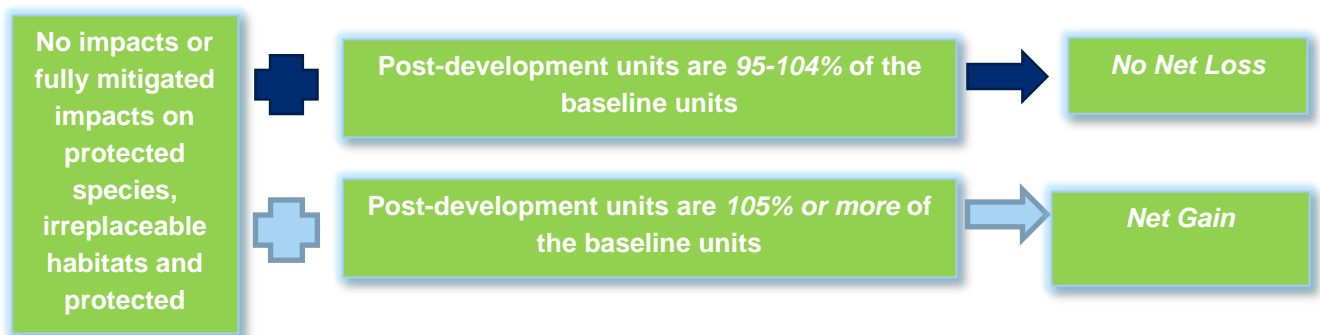 No impacts or
fully mitigated
impacts on
protected
species,
irreplaceable
habitats and
protected
Post-development units are 95-104% of the
baseline units
No Net Loss
Post-development units are 105% or more of
the baseline units
Net Gain